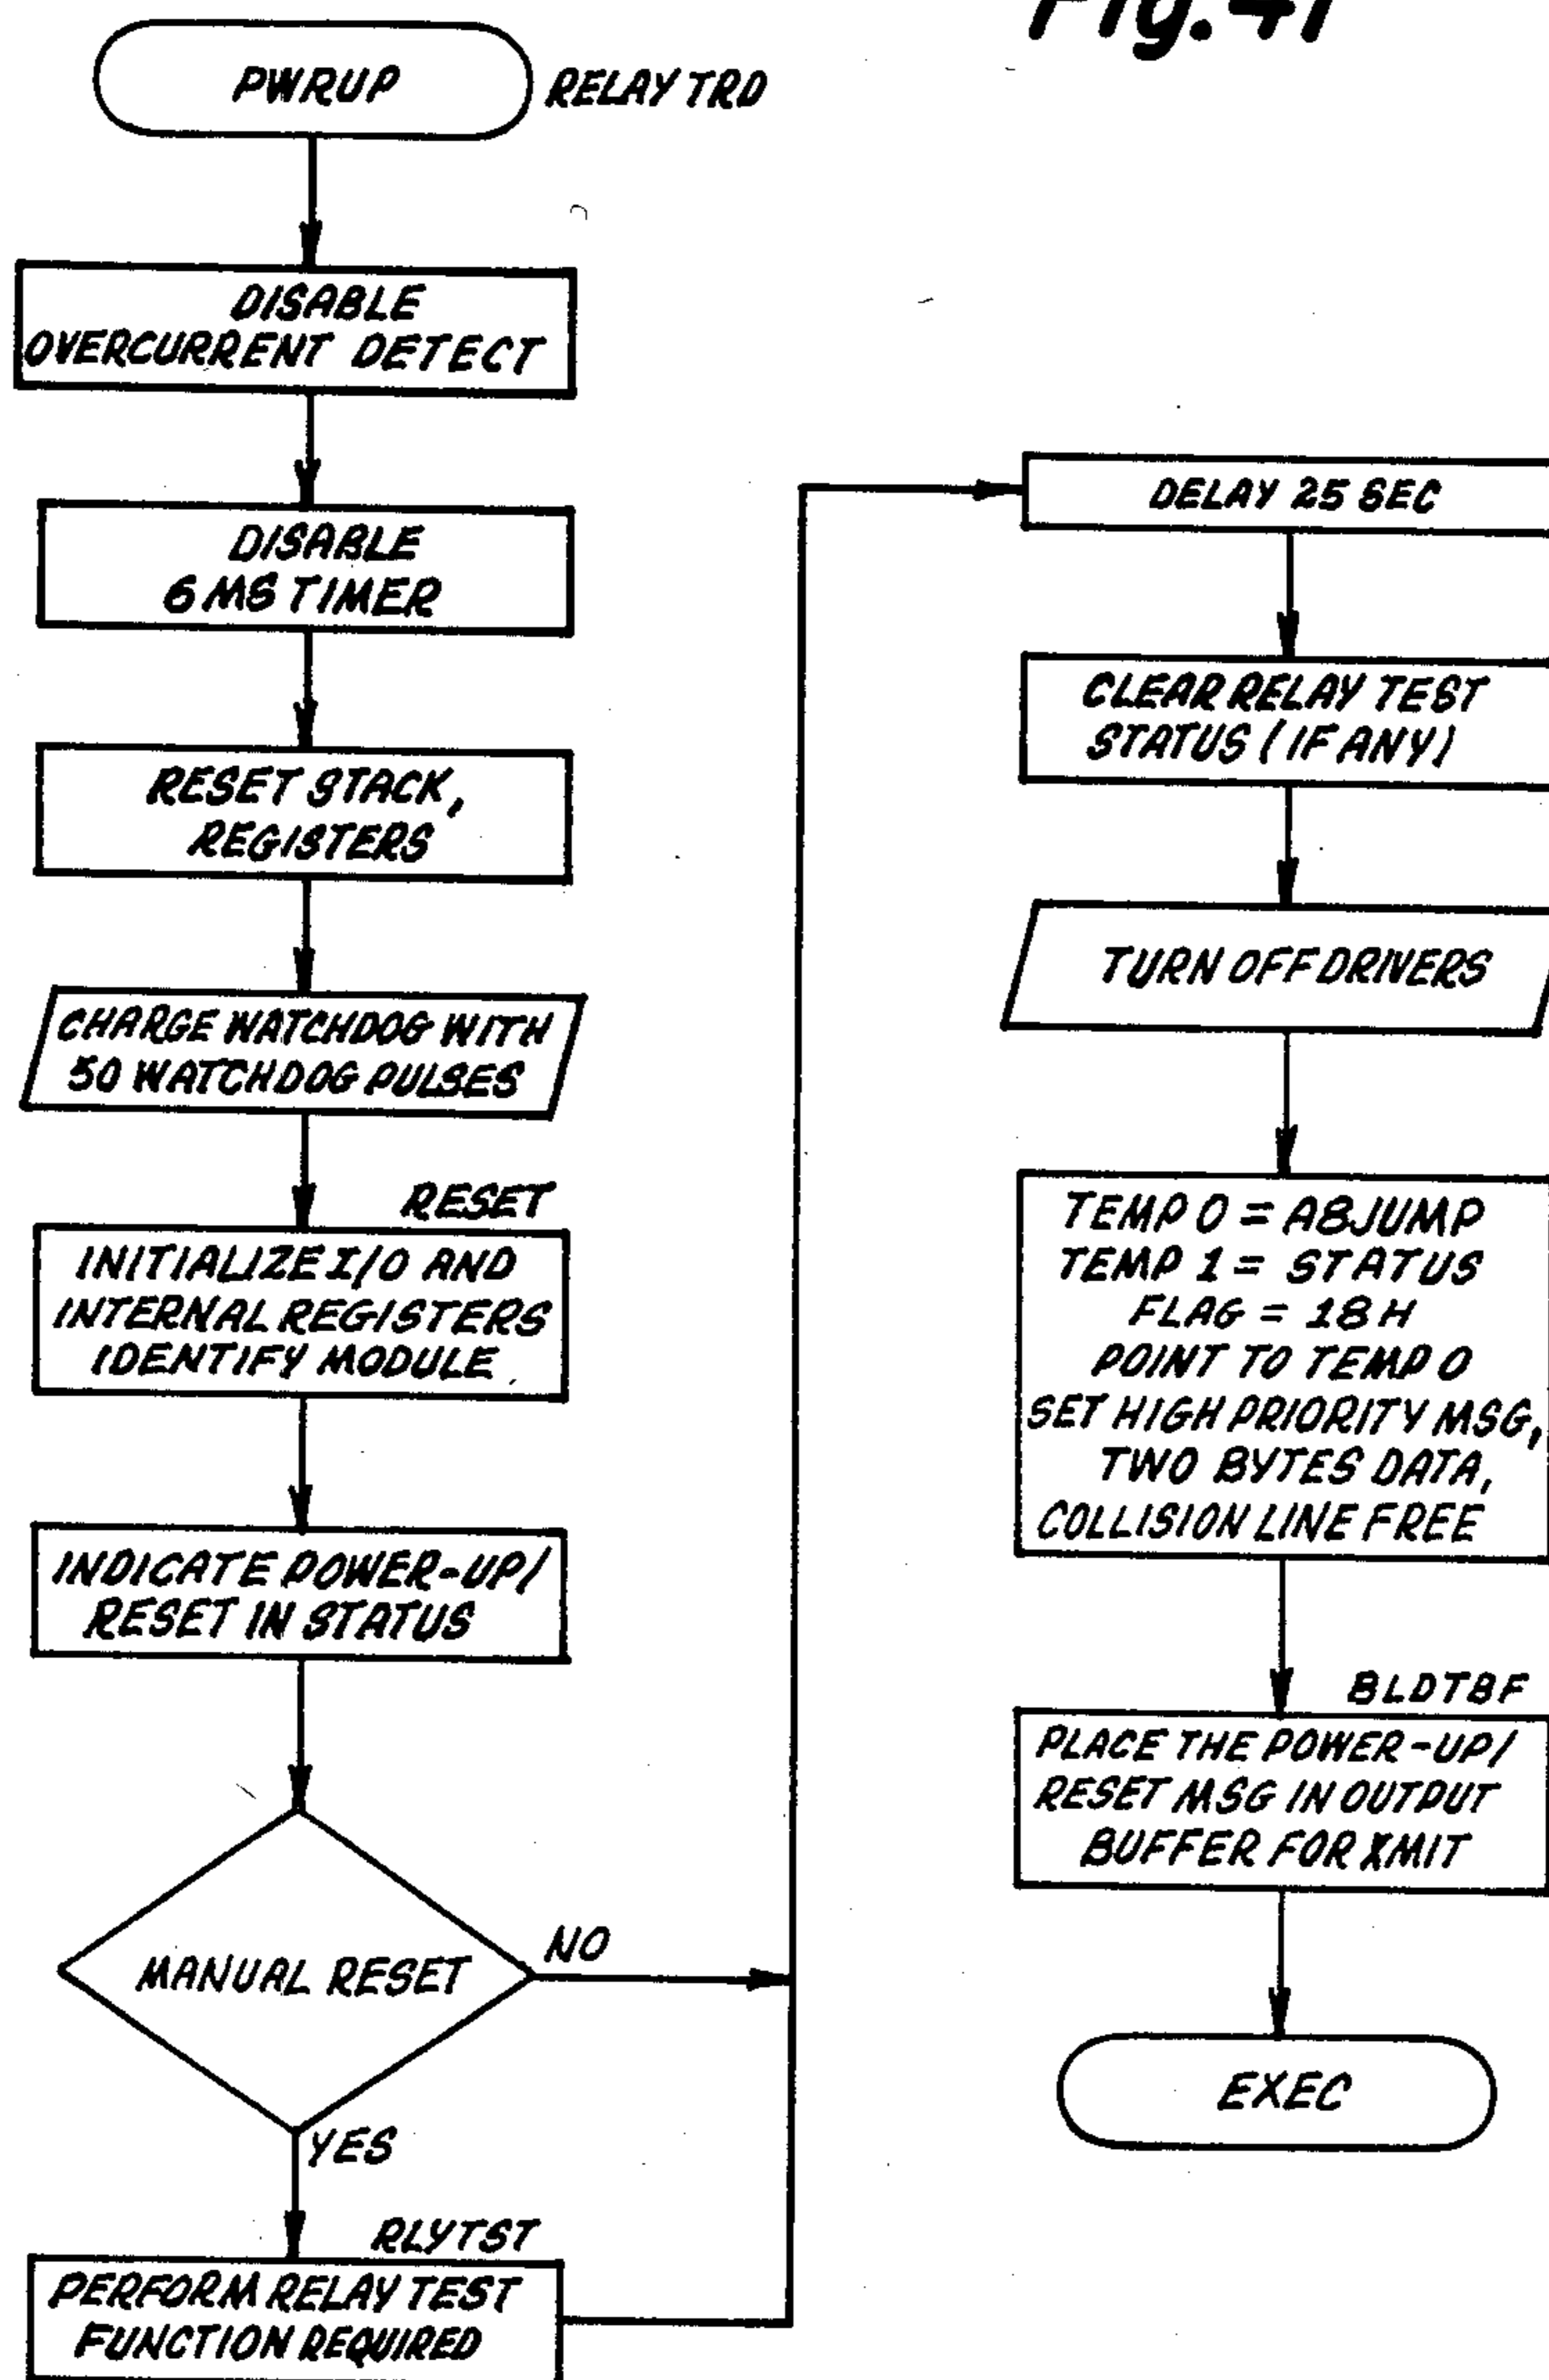 Fig. 41
PWRUP
RELAY TRD
DISABLE
OVERCURRENT DETECT
DISABLE
6 MS TIMER
RESET STACK,
REGISTERS
CHARGE WATCHDOG WITH
50 WATCHDOG PULSES
RESET
INITIALIZE I/O AND
INTERNAL REGISTERS
IDENTIFY MODULE
INDICATE POWER-UP/
RESET IN STATUS
MANUAL RESET
NO
YES
RLYTST
PERFORM RELAY TEST
FUNCTION REQUIRED
DELAY 25 SEC
CLEAR RELAY TEST
STATUS (IF ANY)
TURN OFF DRIVERS
TEMP 0 = ABJUMP
TEMP 1 = STATUS
FLAG = 18 H
POINT TO TEMP 0
SET HIGH PRIORITY MSG,
TWO BYTES DATA,
COLLISION LINE FREE
BLDTBF
PLACE THE POWER-UP/
RESET MSG IN OUTPUT
BUFFER FOR XMIT
EXEC